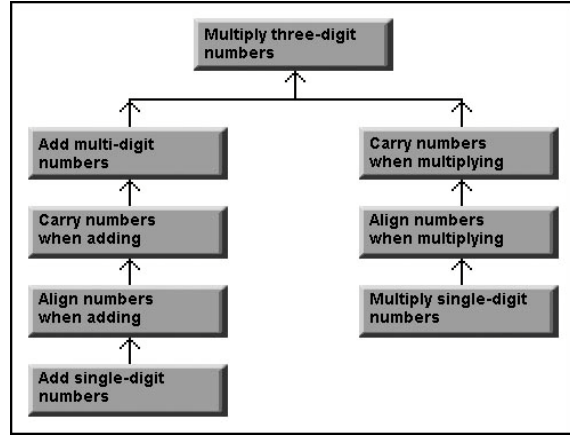 Multiply three-digit
numbers
Add multi-digit
numbers
Carry numbers
when multiplying
Carry numbers
when adding
Align numbers
when multiplying
Align numbers
when adding
Multiply single-digit
numbers
Add single-digit
numbers